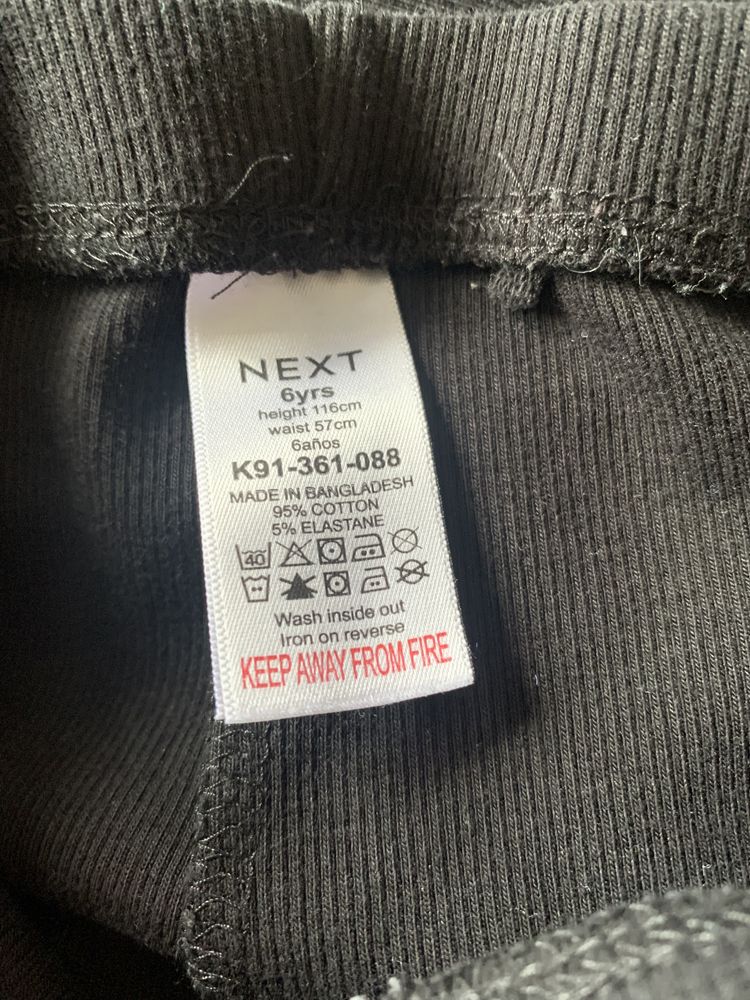 NEXT
6yrs
height 116cm
waist 57cm
6años
K91-361-088
MADE IN BANGLADESH
95% COTTON
5% ELASTANE
40
Wash inside out
Iron on reverse
KEEP AWAY FROM FIRE